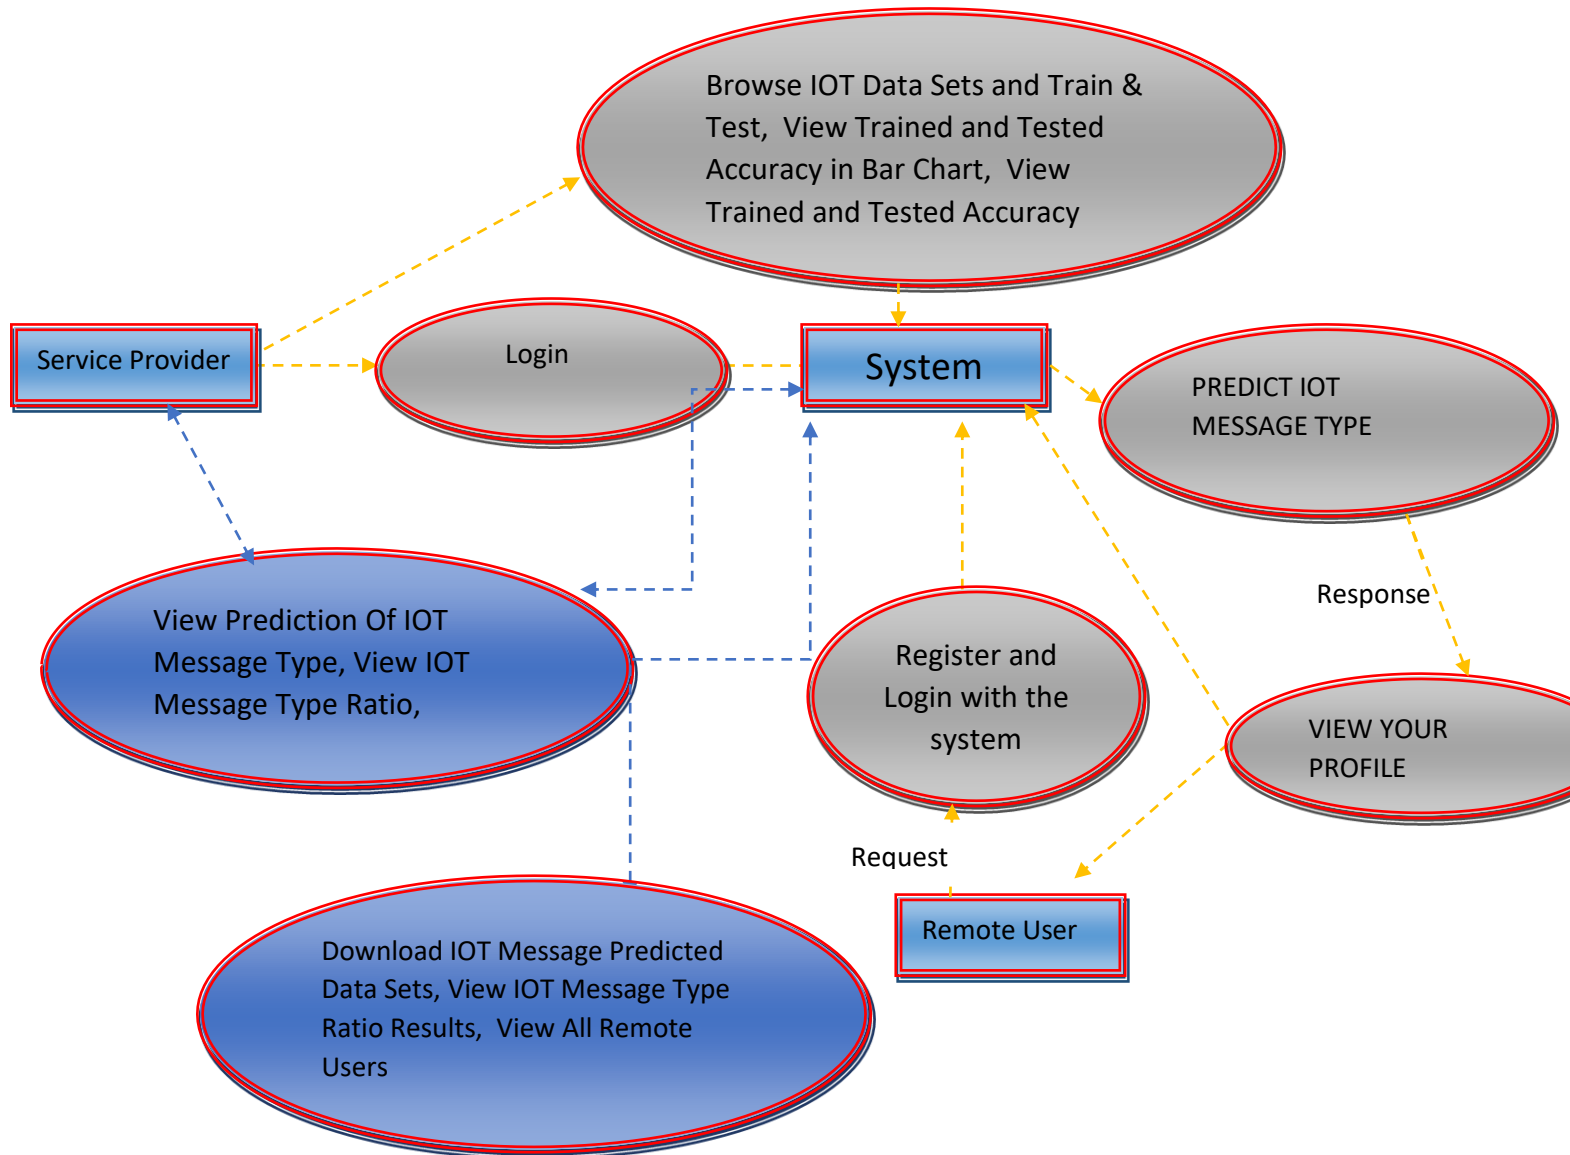 Browse IOT Data Sets and Train &
Test,  View Trained and Tested
Accuracy in Bar Chart,  View
Trained and Tested Accuracy
Service Provider
Login
System
PREDICT IOT
MESSAGE TYPE
Response
View Prediction Of IOT
Message Type, View IOT
Message Type Ratio,
Register and
Login with the
system
VIEW YOUR
PROFILE
Request
Remote User
Download IOT Message Predicted
Data Sets, View IOT Message Type
Ratio Results,  View All Remote
Users